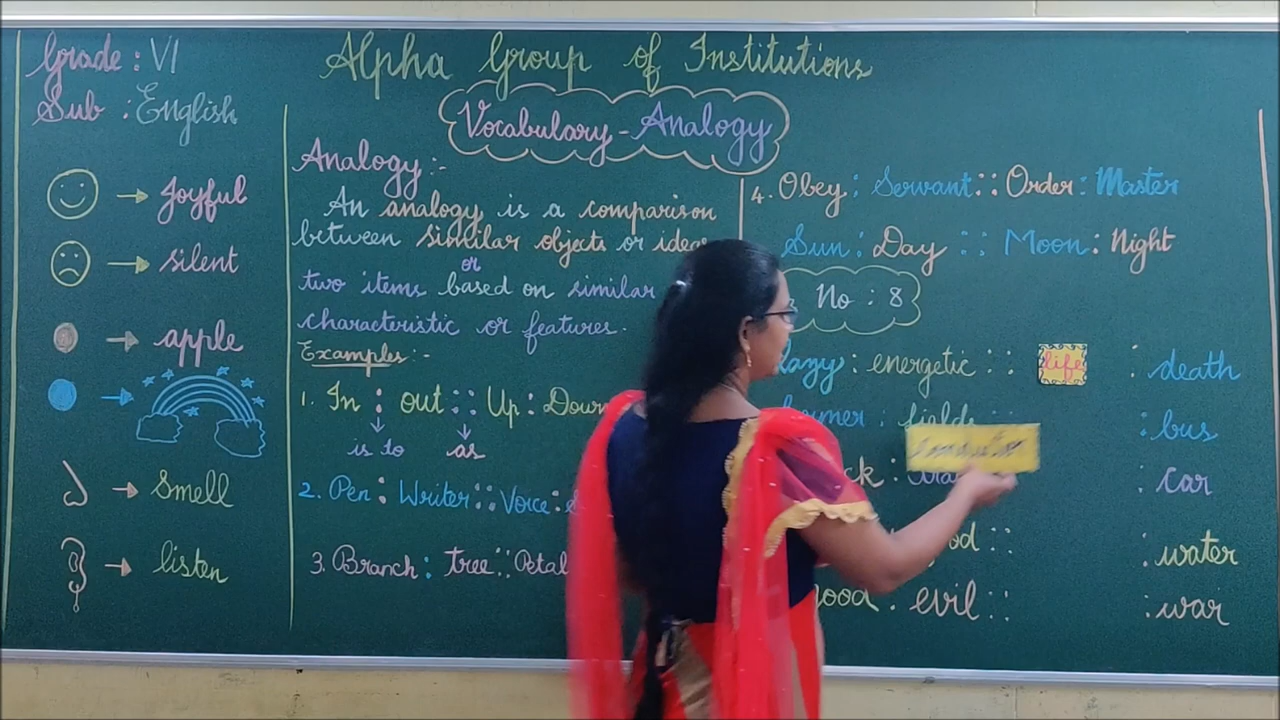 Grade : VI
Sub : English
Alpha Group of Institutions
Vocabulary - Analogy
joyful
silent
apple
smell
listen
Analogy :-
An analogy is a comparison
between similar objects or
or
two items based on similar
characteristic or features.
Examples :-
1. In : out :: Up : Down
is to as
2. Pen : Writer :: Voice :
3. Branch : tree :: Petal
4. Obey : Servant :: Order : Master
Sun : Day :: Moon : Night
No : 8
lazy : energetic :: life : death
fields :: : bus
conductor
: car
:: : water
good : evil :: : war